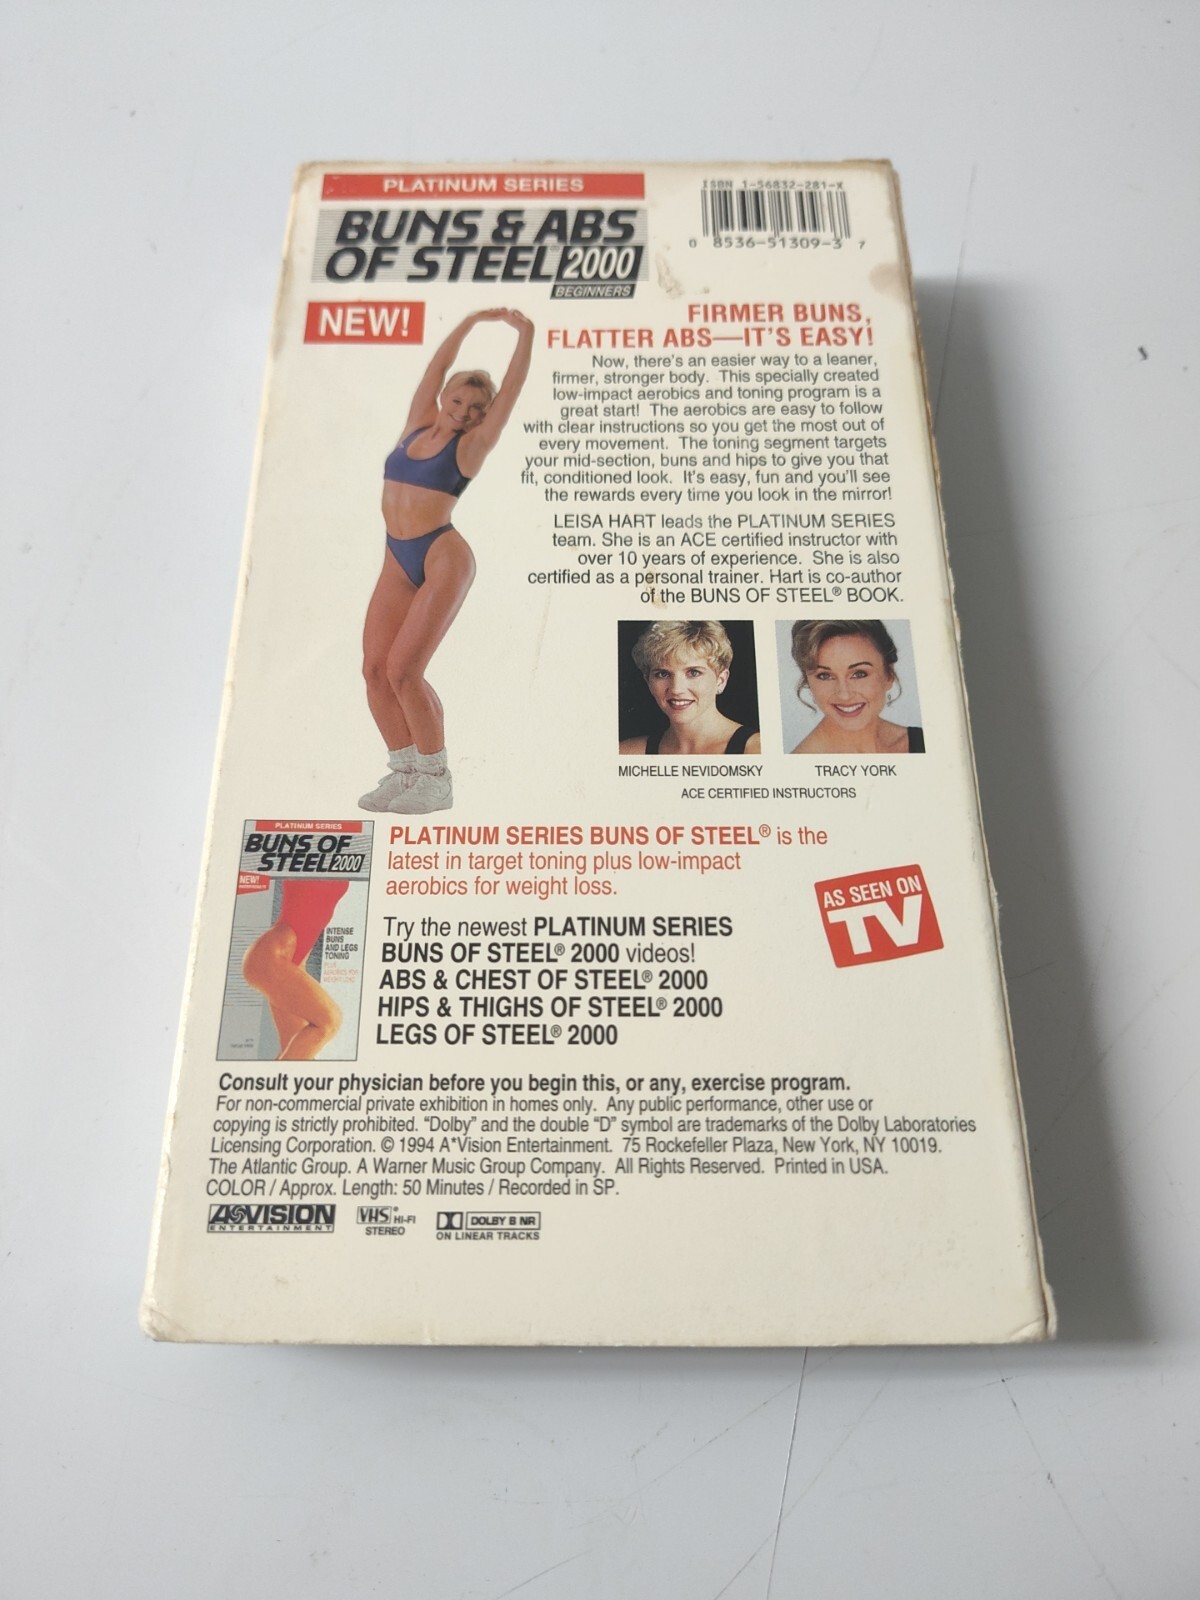 PLATINUM SERIES
BUNS & ABS
OF STEEL® 2000
BEGINNERS
ISBN 1-56832-281-X
0 8536-51309-3 7
NEW!
FIRMER BUNS,
FLATTER ABS—IT'S EASY!
Now, there's an easier way to a leaner,
firmer, stronger body. This specially created
low-impact aerobics and toning program is a
great start! The aerobics are easy to follow
with clear instructions so you get the most out of
every movement. The toning segment targets
your mid-section, buns and hips to give you that
fit, conditioned look. It's easy, fun and you'll see
the rewards every time you look in the mirror!
LEISA HART leads the PLATINUM SERIES
team. She is an ACE certified instructor with
over 10 years of experience. She is also
certified as a personal trainer. Hart is co-author
of the BUNS OF STEEL® BOOK.
MICHELLE NEVIDOMSKY
TRACY YORK
ACE CERTIFIED INSTRUCTORS
PLATINUM SERIES
BUNS OF
STEEL 2000
NEW!
INTENSE
BUNS
AND LEGS
TONING
PLUS
AEROBICS FOR
WEIGHT LOSS
PLATINUM SERIES BUNS OF STEEL® is the
latest in target toning plus low-impact
aerobics for weight loss.
Try the newest PLATINUM SERIES
BUNS OF STEEL® 2000 videos!
ABS & CHEST OF STEEL® 2000
HIPS & THIGHS OF STEEL® 2000
LEGS OF STEEL® 2000
AS SEEN ON
TV
Consult your physician before you begin this, or any, exercise program.
For non-commercial private exhibition in homes only. Any public performance, other use or
copying is strictly prohibited. "Dolby" and the double "D" symbol are trademarks of the Dolby Laboratories
Licensing Corporation. © 1994 A*Vision Entertainment. 75 Rockefeller Plaza, New York, NY 10019.
The Atlantic Group. A Warner Music Group Company. All Rights Reserved. Printed in USA.
COLOR / Approx. Length: 50 Minutes / Recorded in SP.
A*VISION
ENTERTAINMENT
VHS® HI-FI
STEREO
DOLBY B NR
ON LINEAR TRACKS